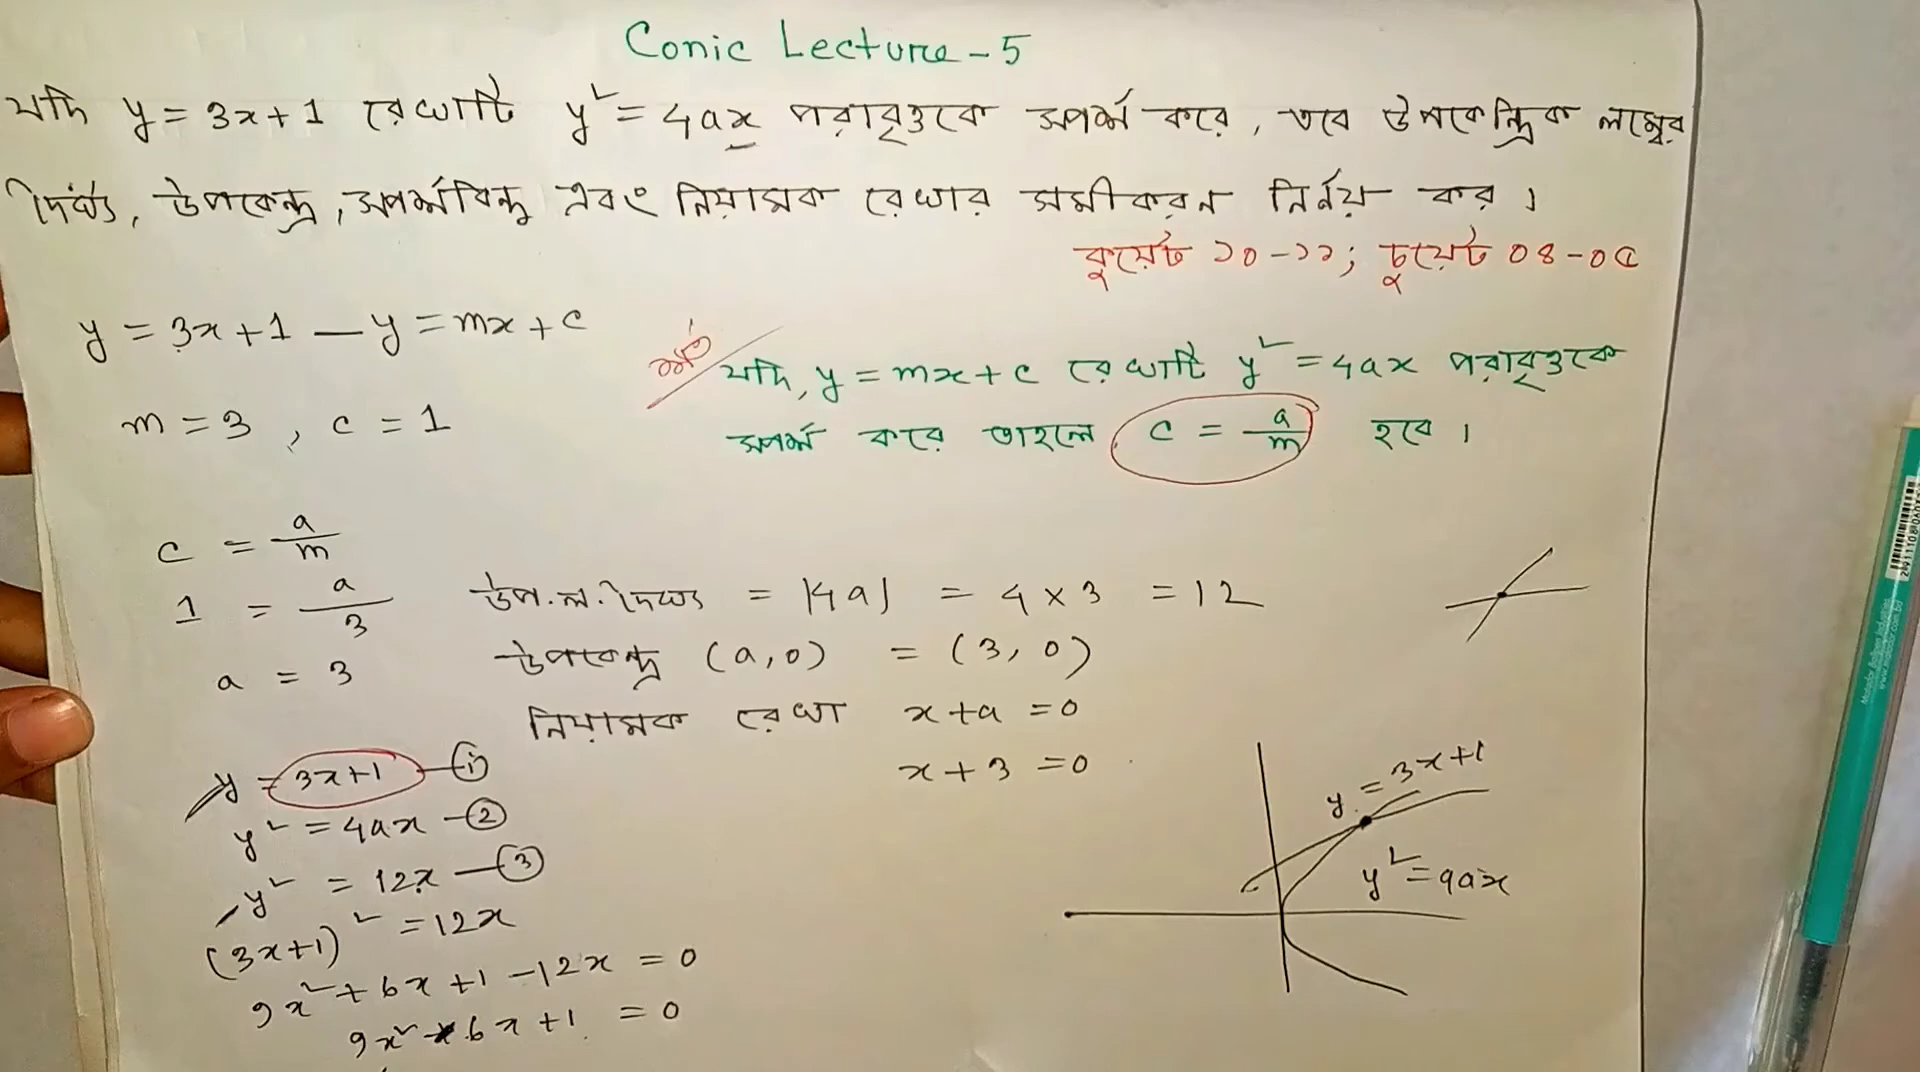 Conic Lecture-5
যদি y = 3x+1 রেখাটি y² = 4ax পরাবৃত্তকে স্পর্শ করে, তবে উপকেন্দ্রিক লম্বের
দৈর্ঘ্য, উপকেন্দ্র, স্পর্শবিন্দু এবং নিয়ামক রেখার সমীকরন নির্নয় কর।
কুয়েট ১০-১১; চুয়েট ০৪-০৫
y = 3x+1 — y = mx + c
m = 3 , c = 1
যদি, y = mx + c রেখাটি y² = 4ax পরাবৃত্তকে
স্পর্শ করে তাহলে c = a/m হবে।
c = a/m
1 = a/3
a = 3
উপ.ল.দৈর্ঘ্য = |4a| = 4 × 3 = 12
উপকেন্দ্র (a, 0) = (3, 0)
নিয়ামক রেখা x + a = 0
x + 3 = 0
y = 3x+1 — ①
y² = 4ax — ②
y² = 12x — ③
(3x+1)² = 12x
9x² + 6x + 1 - 12x = 0
9x² - 6x + 1 = 0
y = 3x+1
y² = 4ax